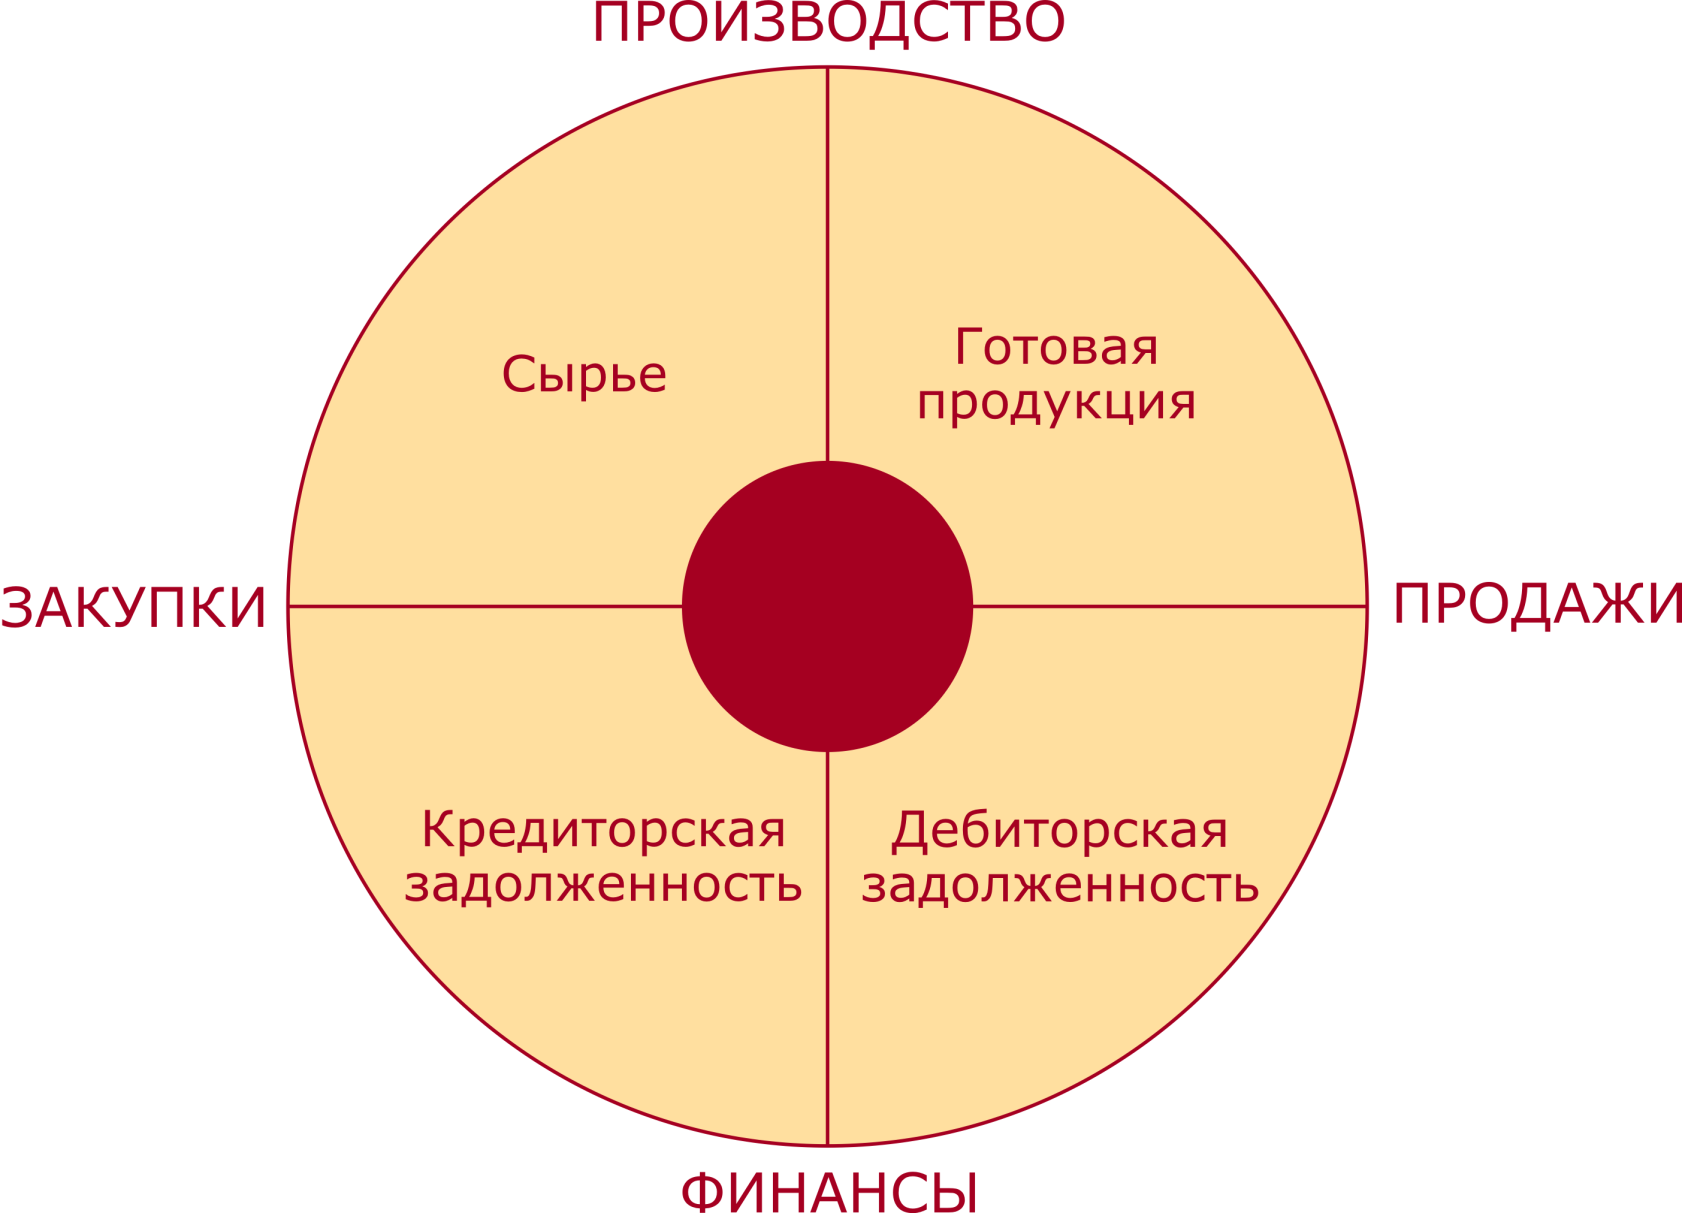 ПРОИЗВОДСТВО
Сырье
Готовая
продукция
ЗАКУПКИ
ПРОДАЖИ
Кредиторская
задолженность
Дебиторская
задолженность
ФИНАНСЫ